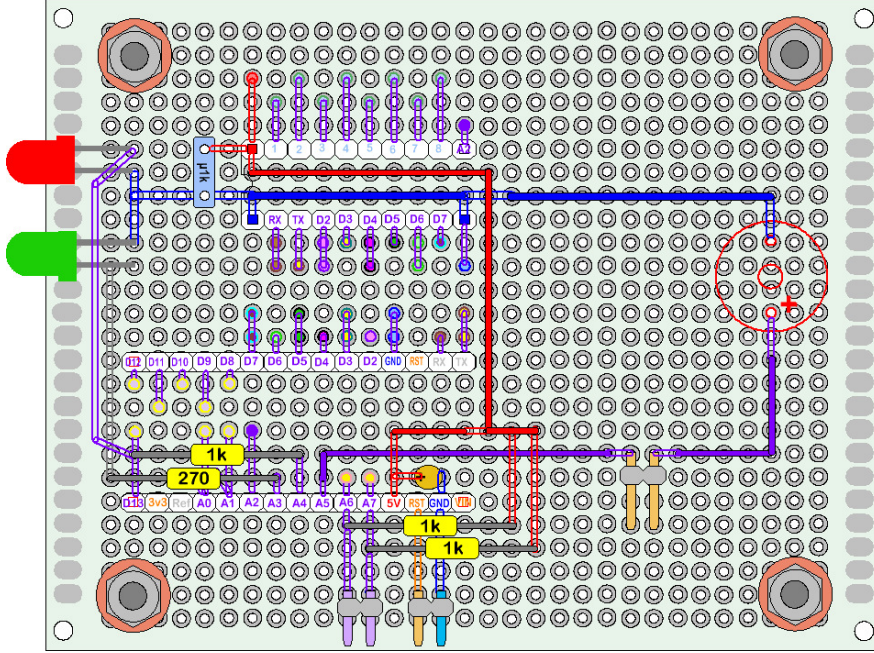 1 2 3 4 5 6 7 8 A2
µ1k
RX TX D2 D3 D4 D5 D6 D7
+
D12 D11 D10 D9 D8 D7 D6 D5 D4 D3 D2 GND RST RX TX
1k
270
D13 3v3 Ref A0 A1 A2 A3 A4 A5 A6 A7 5V RST GND VIN
1k
1k